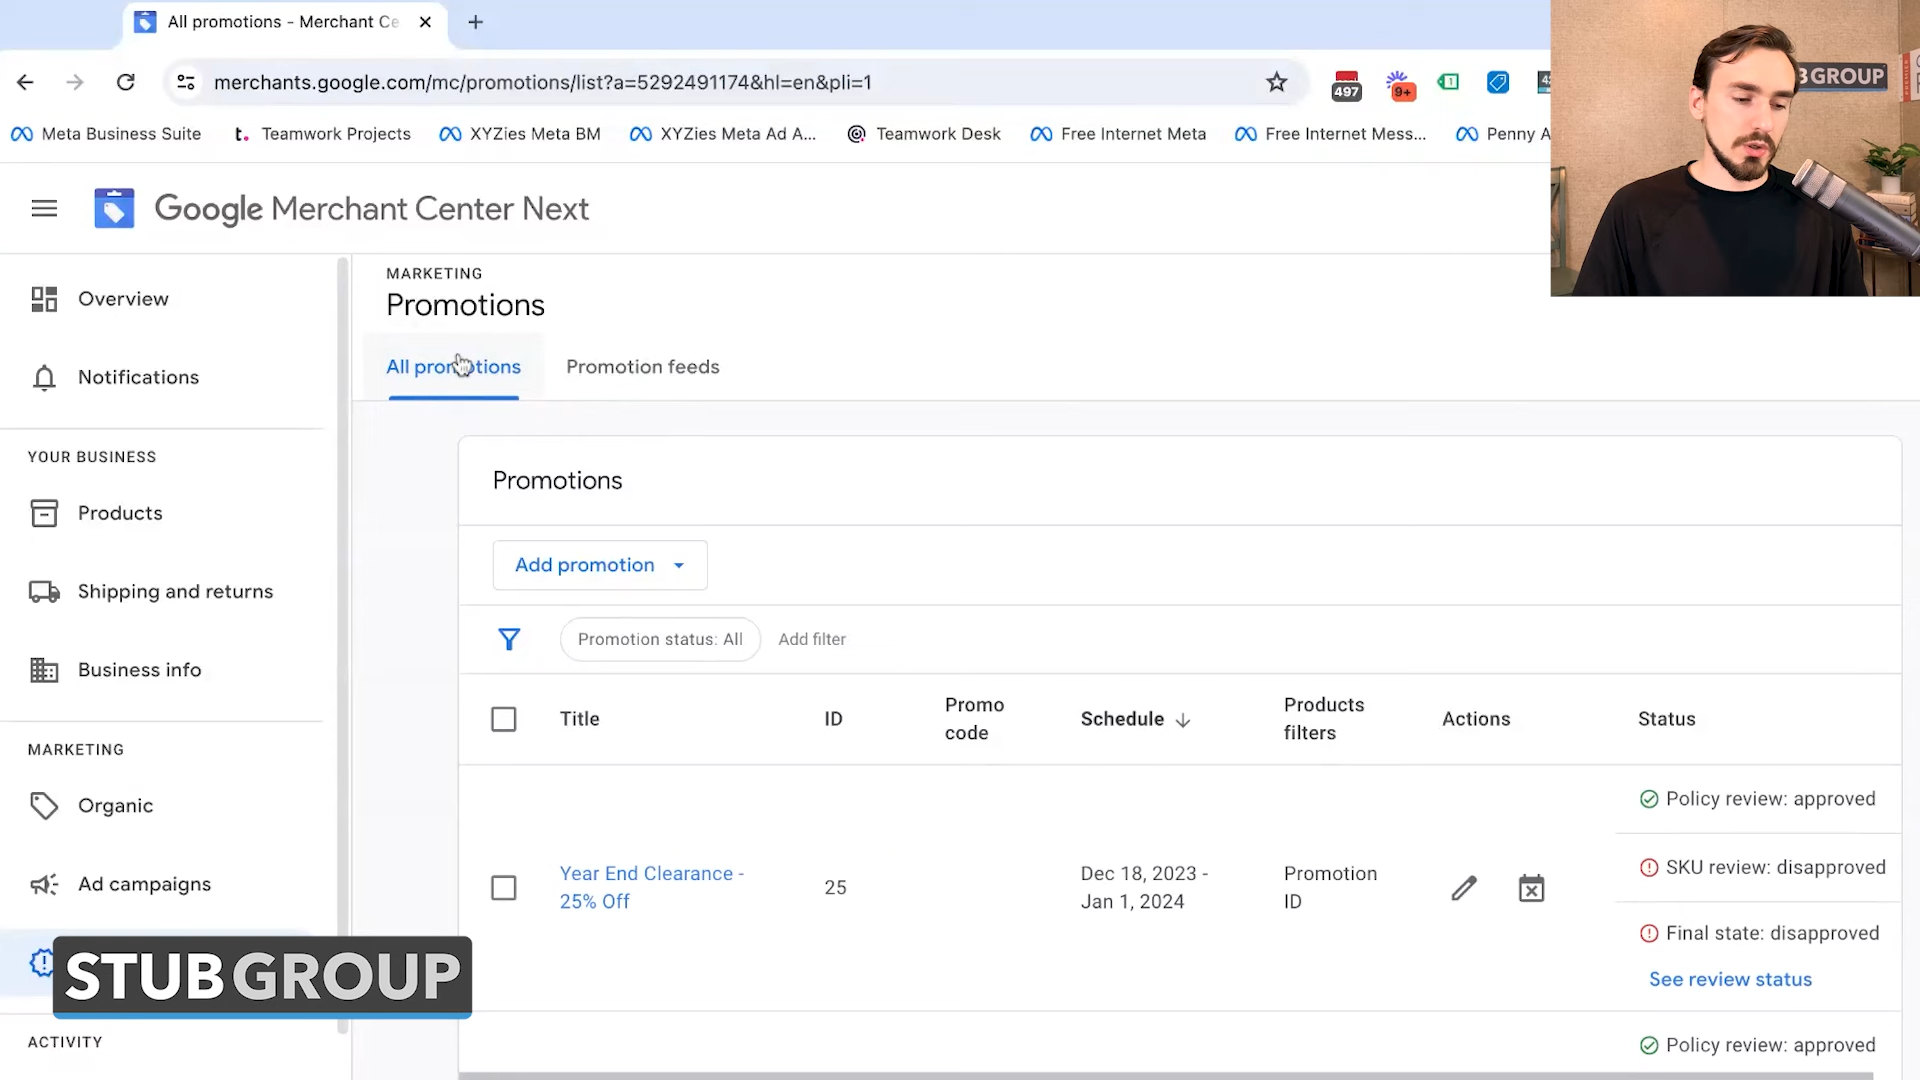 All promotions - Merchant Ce
merchants.google.com/mc/promotions/list?a=5292491174&hl=en&pli=1
497
9+
1
Meta Business Suite
Teamwork Projects
XYZies Meta BM
XYZies Meta Ad A...
Teamwork Desk
Free Internet Meta
Free Internet Mess...
Penny A
GROUP
Google Merchant Center Next
Overview
Notifications
YOUR BUSINESS
Products
Shipping and returns
Business info
MARKETING
Organic
Ad campaigns
STUBGROUP
ACTIVITY
MARKETING
Promotions
All promotions
Promotion feeds
Promotions
Add promotion
Promotion status: All
Add filter
Title
ID
Promo
code
Schedule
Products
filters
Actions
Status
Year End Clearance -
25% Off
25
Dec 18, 2023 -
Jan 1, 2024
Promotion
ID
Policy review: approved
SKU review: disapproved
Final state: disapproved
See review status
Policy review: approved